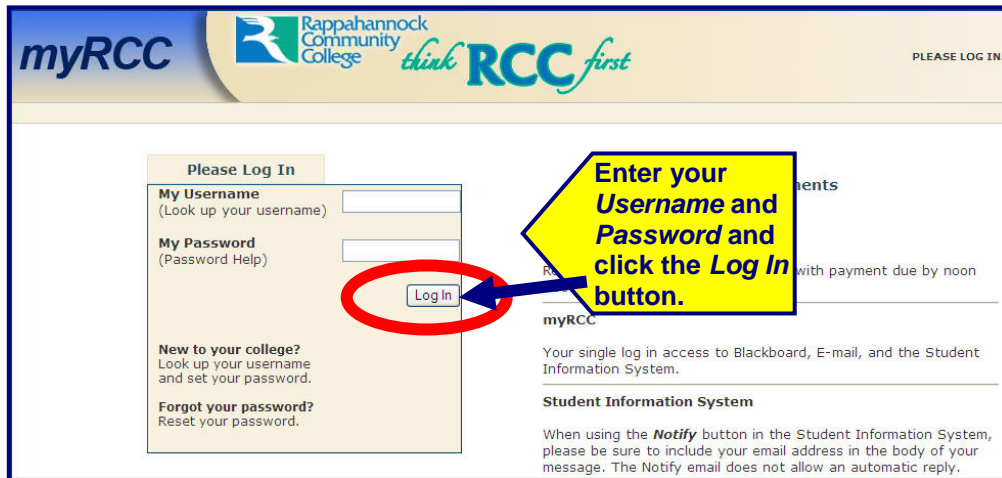 myRCC
Rappahannock
Community
College
think RCC first
PLEASE LOG IN
Please Log In
My Username
(Look up your username)
My Password
(Password Help)
Log In
New to your college?
Look up your username
and set your password.
Forgot your password?
Reset your password.
Enter your
Username and
Password and
click the Log In
button.
with payment due by noon
myRCC
Your single log in access to Blackboard, E-mail, and the Student
Information System.
Student Information System
When using the Notify button in the Student Information System,
please be sure to include your email address in the body of your
message. The Notify email does not allow an automatic reply.